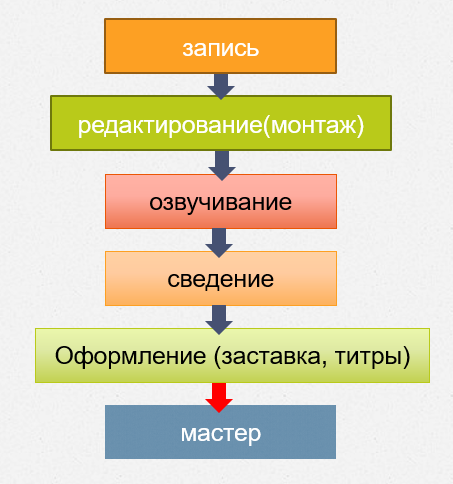 запись
редактирование(монтаж)
озвучивание
сведение
Оформление (заставка, титры)
мастер